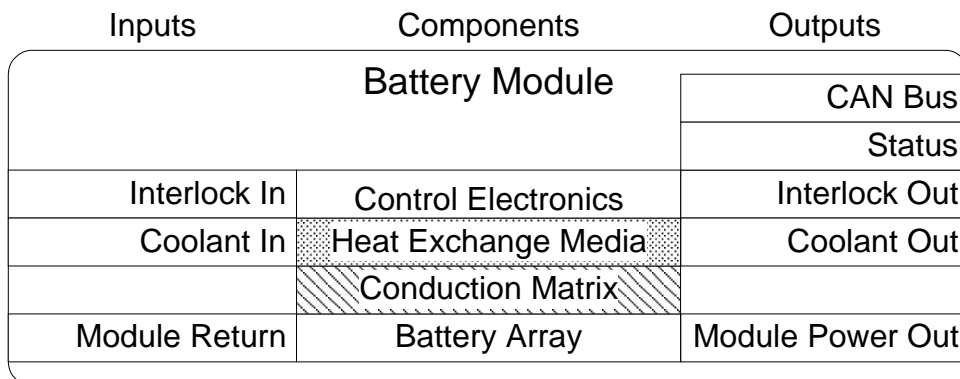 Inputs Components Outputs
Battery Module
CAN Bus
Status
Interlock In Control Electronics Interlock Out
Coolant In Heat Exchange Media Coolant Out
Conduction Matrix
Module Return Battery Array Module Power Out